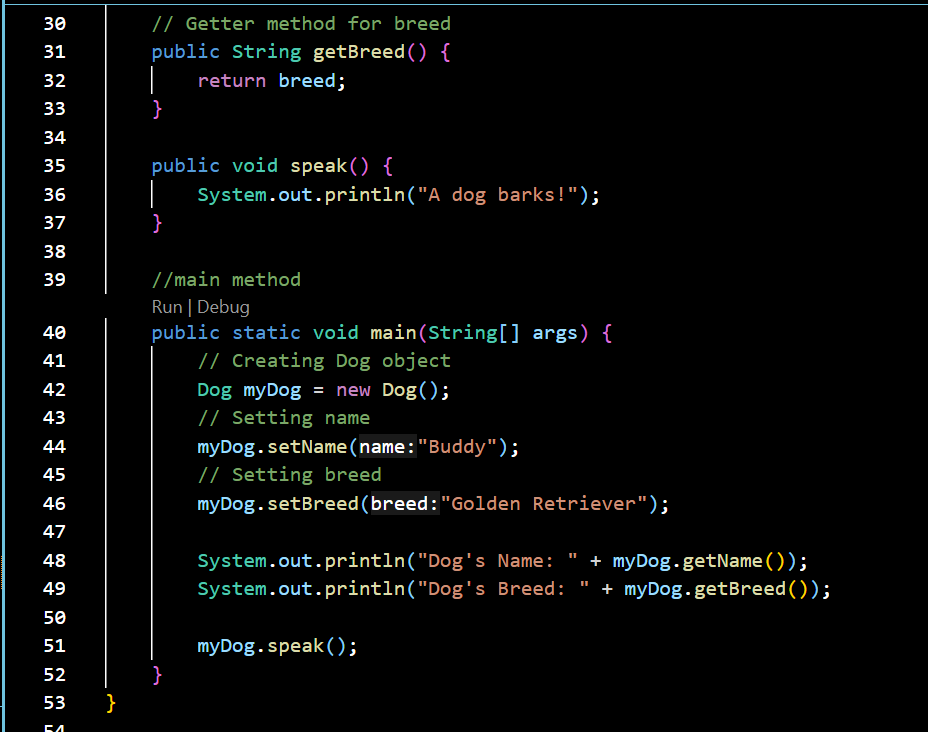 30 // Getter method for breed
31 public String getBreed() {
32 return breed;
33 }
34
35 public void speak() {
36 System.out.println("A dog barks!");
37 }
38
39 //main method
Run | Debug
40 public static void main(String[] args) {
41 // Creating Dog object
42 Dog myDog = new Dog();
43 // Setting name
44 myDog.setName(name:"Buddy");
45 // Setting breed
46 myDog.setBreed(breed:"Golden Retriever");
47
48 System.out.println("Dog's Name: " + myDog.getName());
49 System.out.println("Dog's Breed: " + myDog.getBreed());
50
51 myDog.speak();
52 }
53 }
54